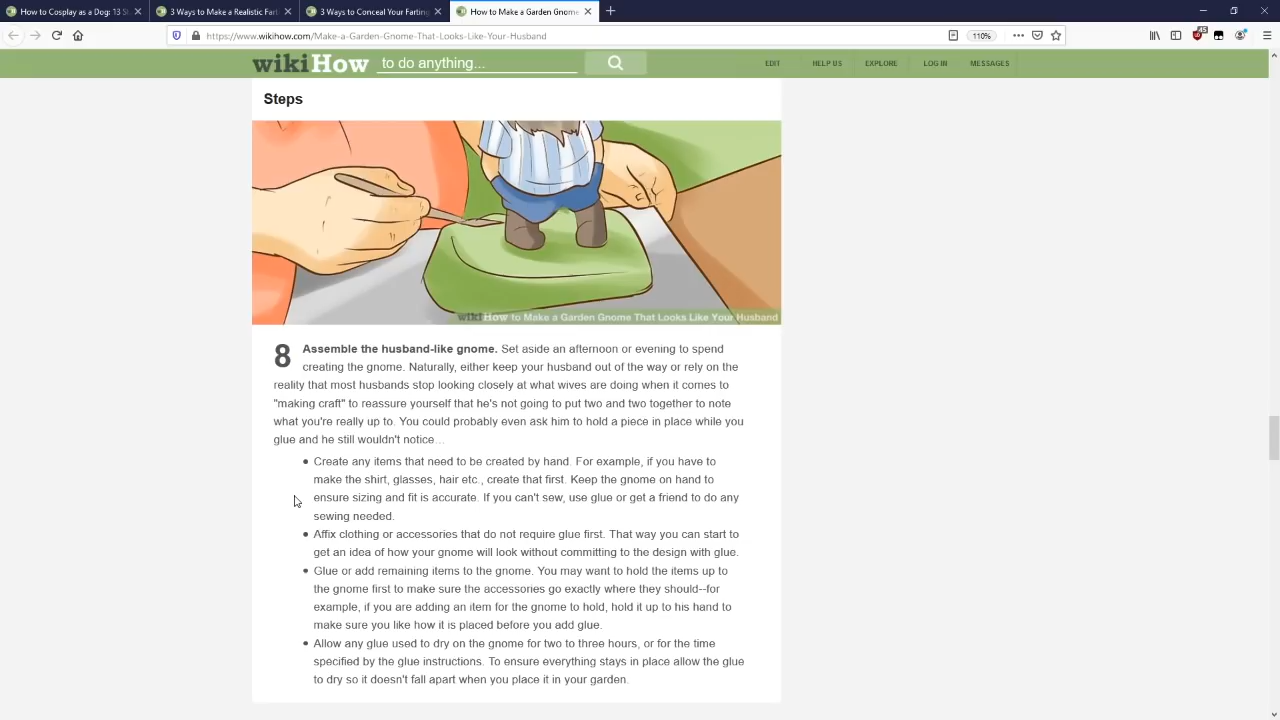 How to Cosplay as a Dog: 13 S
3 Ways to Make a Realistic Fart
3 Ways to Conceal Your Farting
How to Make a Garden Gnome
https://www.wikihow.com/Make-a-Garden-Gnome-That-Looks-Like-Your-Husband
110%
wikiHow to do anything... EDIT HELP US EXPLORE LOG IN MESSAGES
Steps
wikiHow to Make a Garden Gnome That Looks Like Your Husband
8 Assemble the husband-like gnome. Set aside an afternoon or evening to spend
creating the gnome. Naturally, either keep your husband out of the way or rely on the
reality that most husbands stop looking closely at what wives are doing when it comes to
"making craft" to reassure yourself that he's not going to put two and two together to note
what you're really up to. You could probably even ask him to hold a piece in place while you
glue and he still wouldn't notice…
• Create any items that need to be created by hand. For example, if you have to
make the shirt, glasses, hair etc., create that first. Keep the gnome on hand to
ensure sizing and fit is accurate. If you can't sew, use glue or get a friend to do any
sewing needed.
• Affix clothing or accessories that do not require glue first. That way you can start to
get an idea of how your gnome will look without committing to the design with glue.
• Glue or add remaining items to the gnome. You may want to hold the items up to
the gnome first to make sure the accessories go exactly where they should--for
example, if you are adding an item for the gnome to hold, hold it up to his hand to
make sure you like how it is placed before you add glue.
• Allow any glue used to dry on the gnome for two to three hours, or for the time
specified by the glue instructions. To ensure everything stays in place allow the glue
to dry so it doesn't fall apart when you place it in your garden.